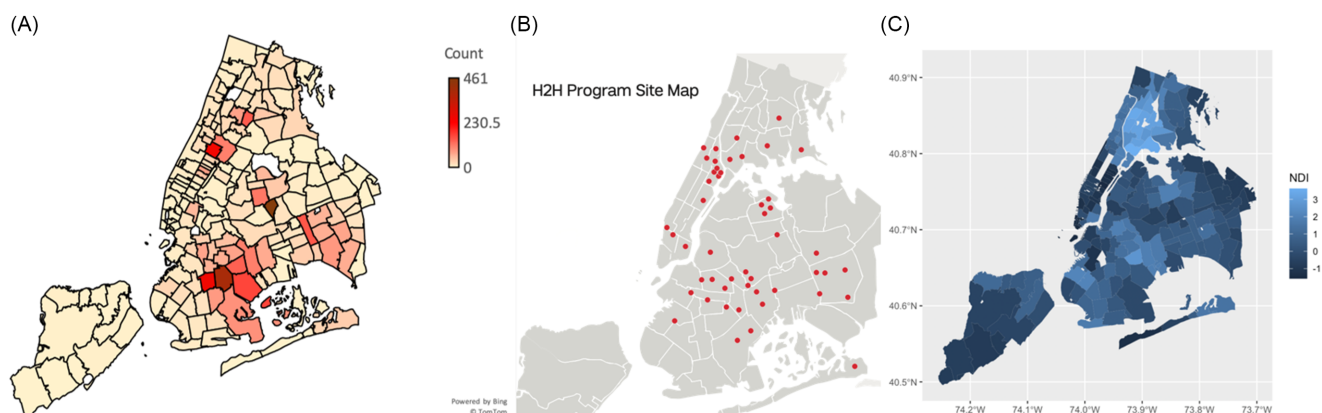 (A)
Count
461
230.5
0
(B)
H2H Program Site Map
Powered by Bing
© TomTom
(C)
40.9°N
40.8°N
40.7°N
40.6°N
40.5°N
74.2°W 74.1°W 74.0°W 73.9°W 73.8°W 73.7°W
NDI
3
2
1
0
-1